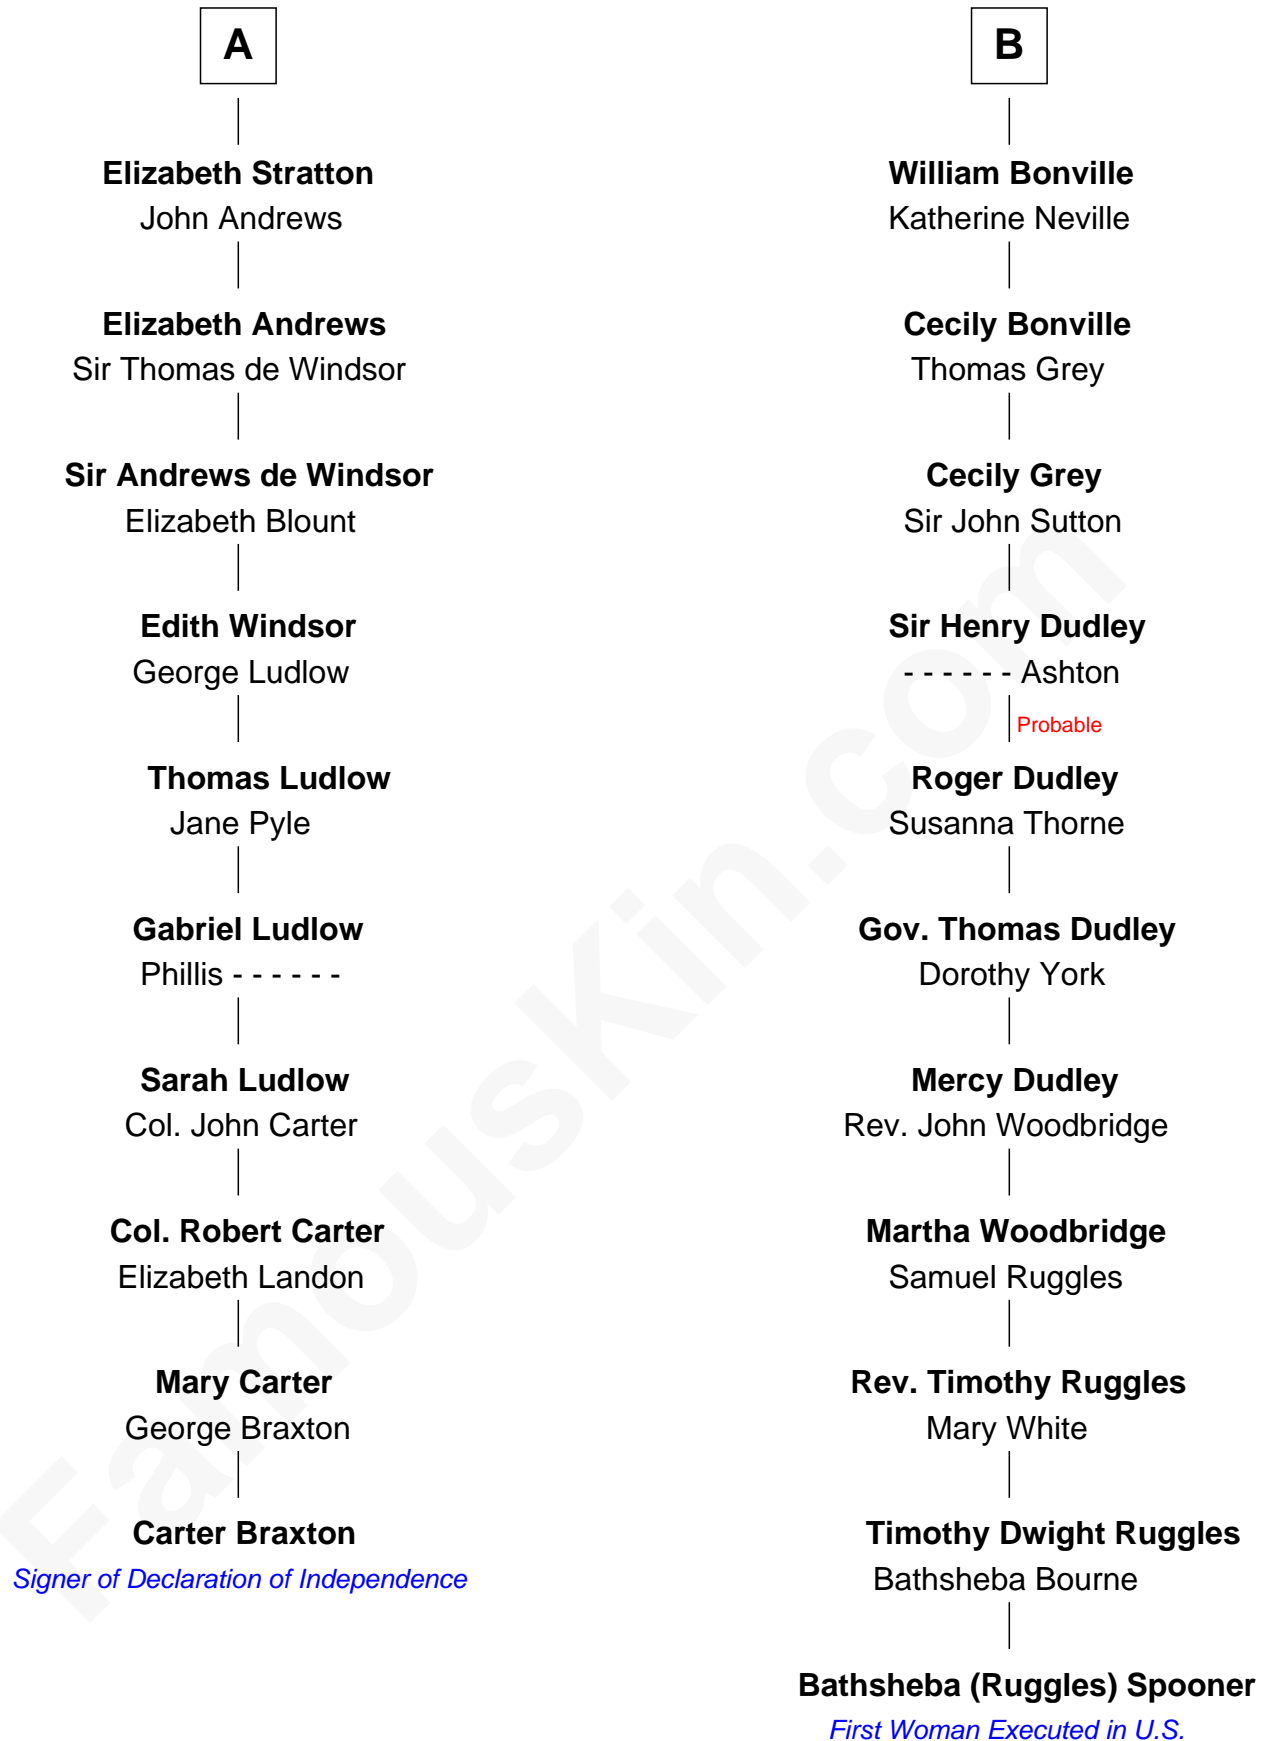 A
Elizabeth Stratton
John Andrews
Elizabeth Andrews
Sir Thomas de Windsor
Sir Andrews de Windsor
Elizabeth Blount
Edith Windsor
George Ludlow
Thomas Ludlow
Jane Pyle
Gabriel Ludlow
Phillis - - - - - -
Sarah Ludlow
Col. John Carter
Col. Robert Carter
Elizabeth Landon
Mary Carter
George Braxton
Carter Braxton
Signer of Declaration of Independence
B
William Bonville
Katherine Neville
Cecily Bonville
Thomas Grey
Cecily Grey
Sir John Sutton
Sir Henry Dudley
- - - - - - Ashton
Probable
Roger Dudley
Susanna Thorne
Gov. Thomas Dudley
Dorothy York
Mercy Dudley
Rev. John Woodbridge
Martha Woodbridge
Samuel Ruggles
Rev. Timothy Ruggles
Mary White
Timothy Dwight Ruggles
Bathsheba Bourne
Bathsheba (Ruggles) Spooner
First Woman Executed in U.S.
FamousKin.com